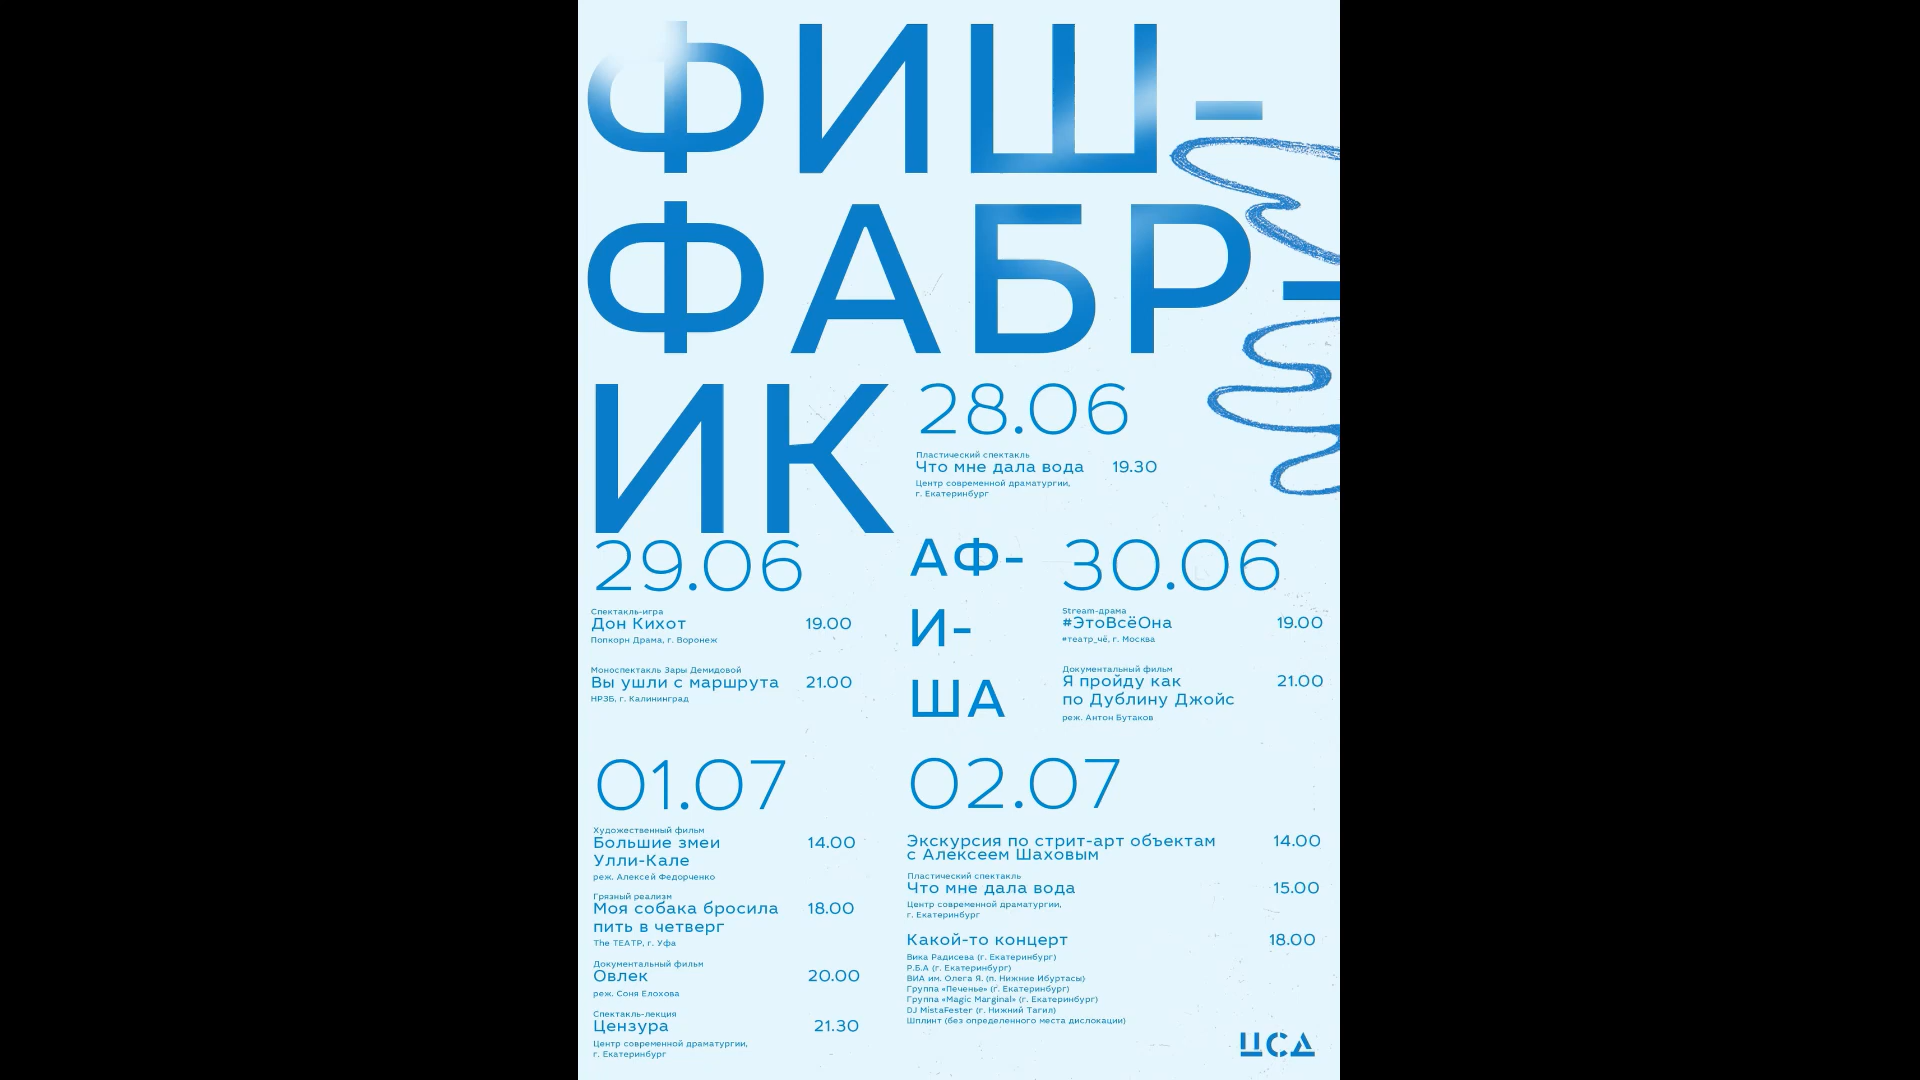 ФИШ-
ФАБР-
ИК
28.06
Пластический спектакль
Что мне дала вода 19.30
Центр современной драматургии,
г. Екатеринбург
29.06
Спектакль-игра
Дон Кихот 19.00
Попкорн Драма, г. Воронеж
Моноспектакль Зары Демидовой
Вы ушли с маршрута 21.00
НРЗБ, г. Калининград
АФ-
И-
ША
30.06
Stream-драма
#ЭтоВсёОна 19.00
#театр_чё, г. Москва
Документальный фильм
Я пройду как 21.00
по Дублину Джойс
реж. Антон Бутаков
01.07
Художественный фильм
Большие змеи 14.00
Улли-Кале
реж. Алексей Федорченко
Грязный реализм
Моя собака бросила 18.00
пить в четверг
The ТЕАТР, г. Уфа
Документальный фильм
Овлек 20.00
реж. Соня Елохова
Спектакль-лекция
Цензура 21.30
Центр современной драматургии,
г. Екатеринбург
02.07
Экскурсия по стрит-арт объектам 14.00
с Алексеем Шаховым
Пластический спектакль
Что мне дала вода 15.00
Центр современной драматургии,
г. Екатеринбург
Какой-то концерт 18.00
Вика Радисева (г. Екатеринбург)
Р.Б.А (г. Екатеринбург)
ВИА им. Олега Я. (п. Нижние Ибуртасы)
Группа «Печенье» (г. Екатеринбург)
Группа «Magic Marginal» (г. Екатеринбург)
DJ MistaFester (г. Нижний Тагил)
Шплинт (без определенного места дислокации)
ЦСД